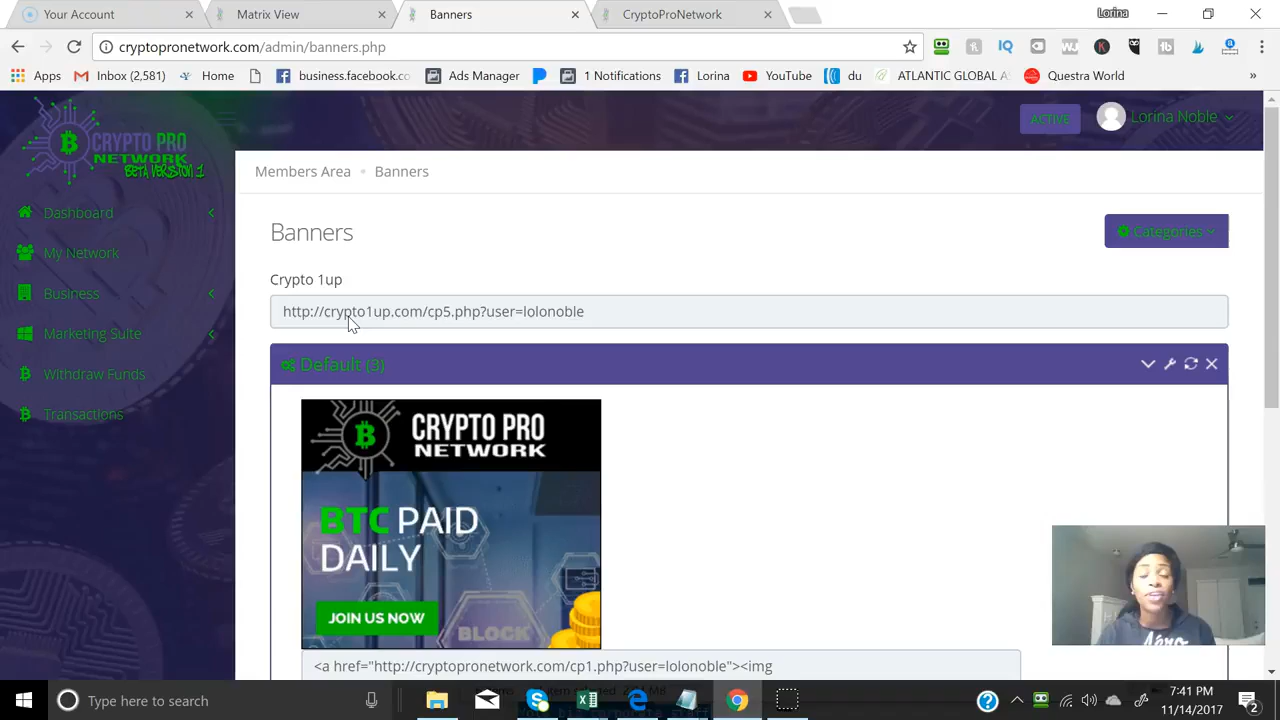 Your Account
Matrix View
Banners
CryptoProNetwork
Lorina
cryptopronetwork.com/admin/banners.php
Apps
Inbox (2,581)
Home
business.facebook.co
Ads Manager
1 Notifications
Lorina
YouTube
du
ATLANTIC GLOBAL A
Questra World
CRYPTO PRO
NETWORK
BETA VERSION 1
ACTIVE
Lorina Noble
Dashboard
My Network
Business
Marketing Suite
Withdraw Funds
Transactions
Members Area
Banners
Banners
Categories
Crypto 1up
http://crypto1up.com/cp5.php?user=lolonoble
Default (3)
CRYPTO PRO
NETWORK
BTC PAID
DAILY
JOIN US NOW
BLOCK
<a href="http://cryptopronetwork.com/cp1.php?user=lolonoble"><img
Type here to search
7:41 PM
11/14/2017
2